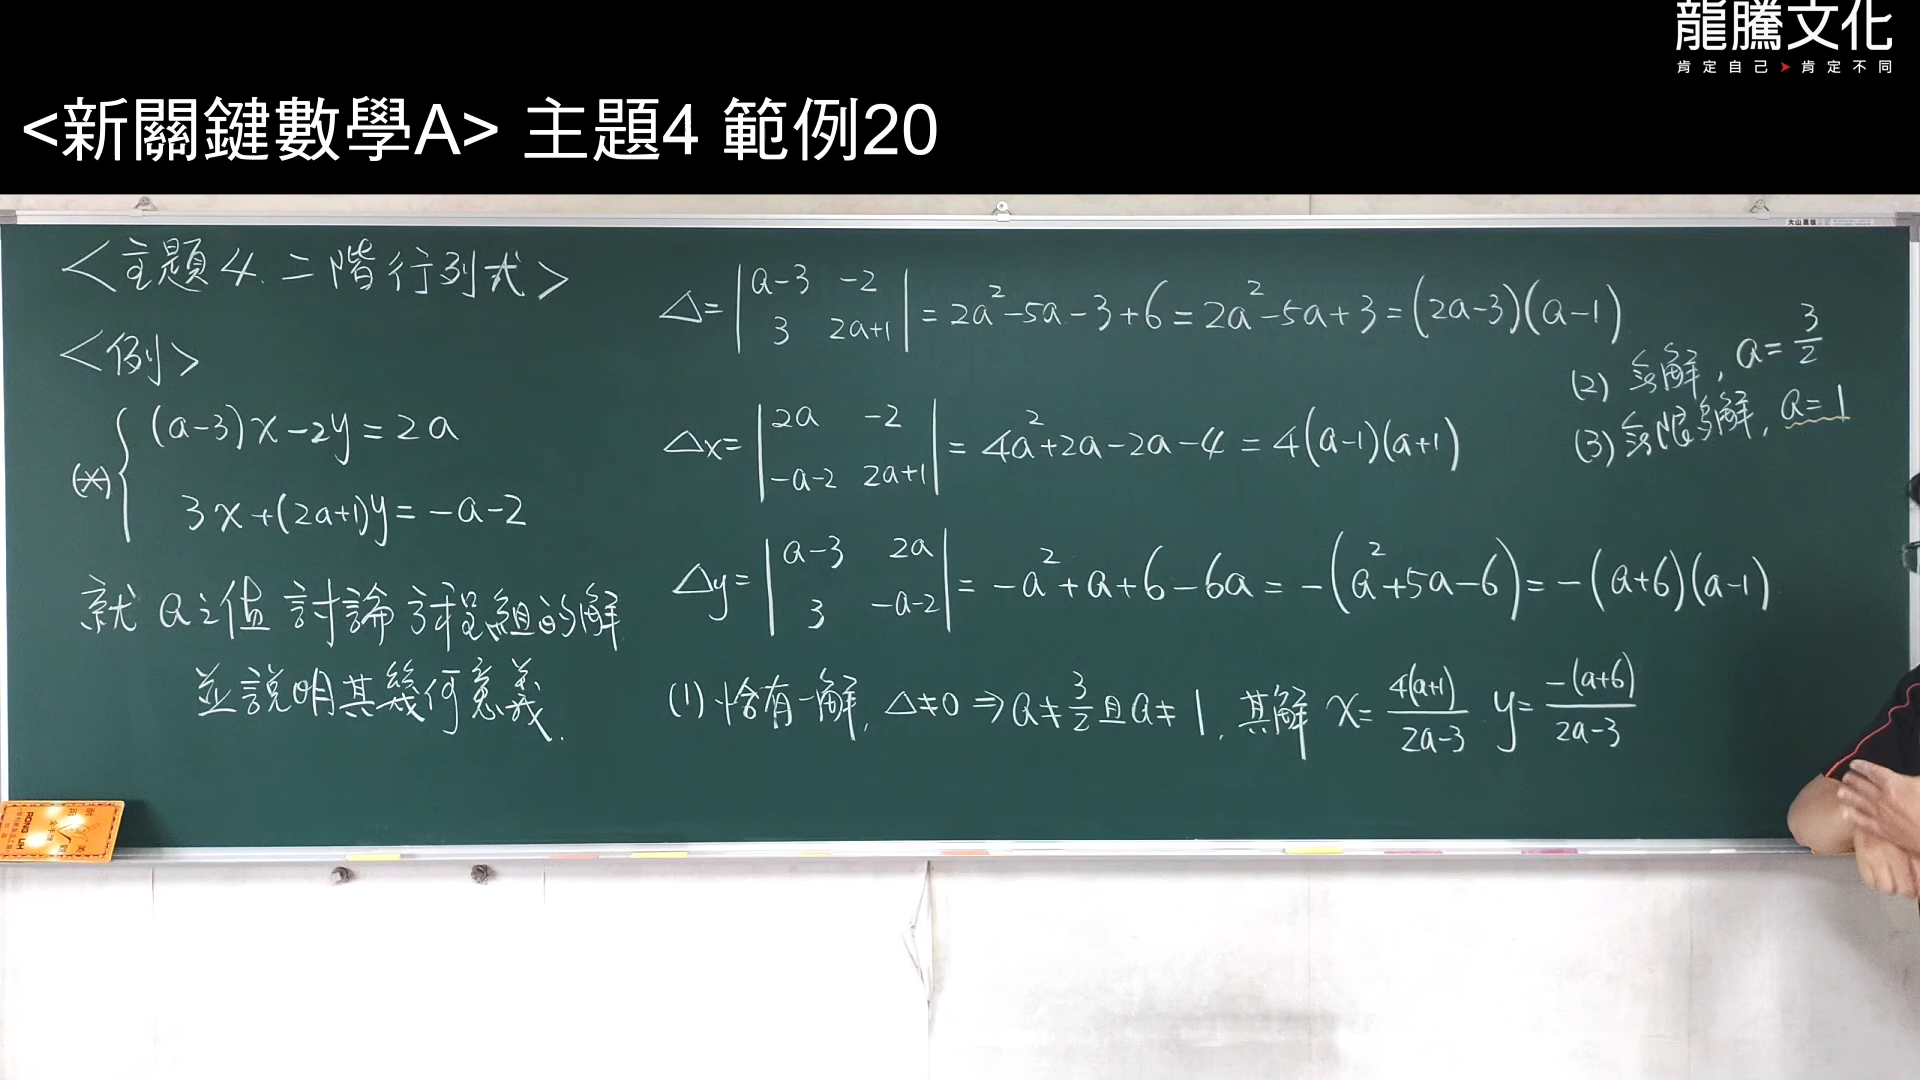 龍騰文化
肯定自己➤肯定不同
<新關鍵數學A> 主題4 範例20
<主題4.二階行列式>
<例>
(*) { (a-3)x-2y=2a
3x+(2a+1)y=-a-2
就a之值討論方程組的解
並說明其幾何意義.
△=|a-3 -2; 3 2a+1|=2a²-5a-3+6=2a²-5a+3=(2a-3)(a-1)
△x=|2a -2; -a-2 2a+1|=4a²+2a-2a-4=4(a-1)(a+1)
△y=|a-3 2a; 3 -a-2|=-a²+a+6-6a=-(a²+5a-6)=-(a+6)(a-1)
(1)恰有一解, △≠0⇒a≠3/2且a≠1, 其解 x=4(a+1)/(2a-3) y=-(a+6)/(2a-3)
(2) 無解, a=3/2
(3) 無限多解, a=1
RONG LIH